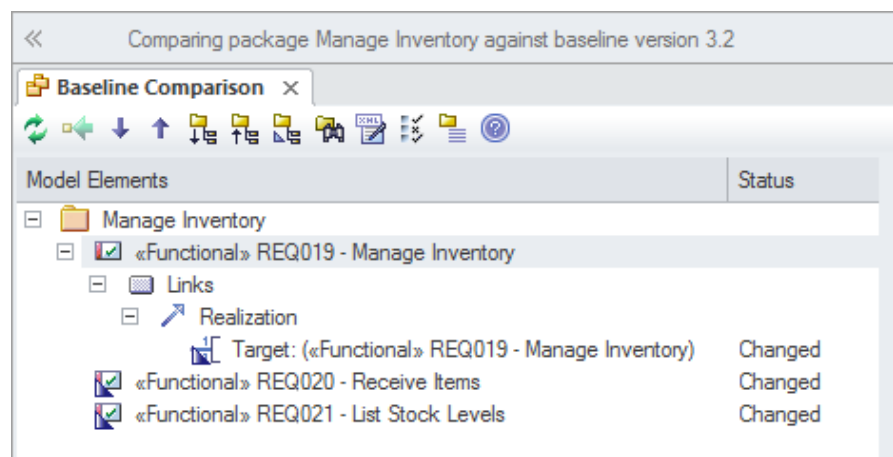 Comparing package Manage Inventory against baseline version 3.2
Baseline Comparison
Model Elements Status
Manage Inventory
«Functional» REQ019 - Manage Inventory
Links
Realization
Target: («Functional» REQ019 - Manage Inventory) Changed
«Functional» REQ020 - Receive Items Changed
«Functional» REQ021 - List Stock Levels Changed